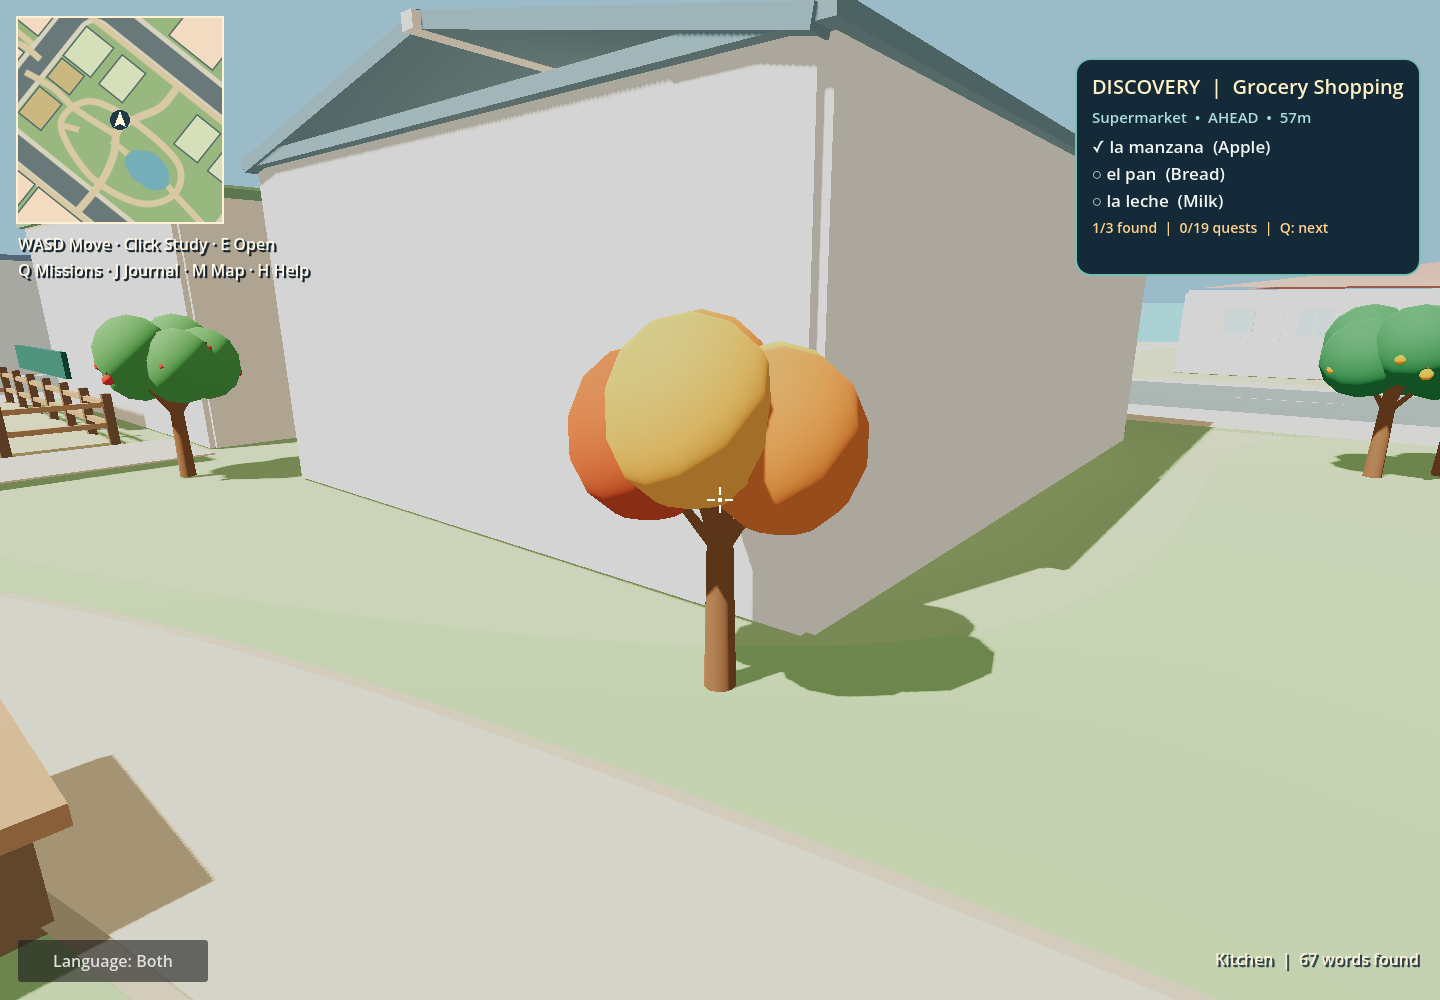 DISCOVERY | Grocery Shopping
Supermarket • AHEAD • 57m
✓ la manzana (Apple)
○ el pan (Bread)
○ la leche (Milk)
1/3 found | 0/19 quests | Q: next
WASD Move · Click Study · E Open
Q Missions · J Journal · M Map · H Help
Language: Both
Kitchen | 67 words found